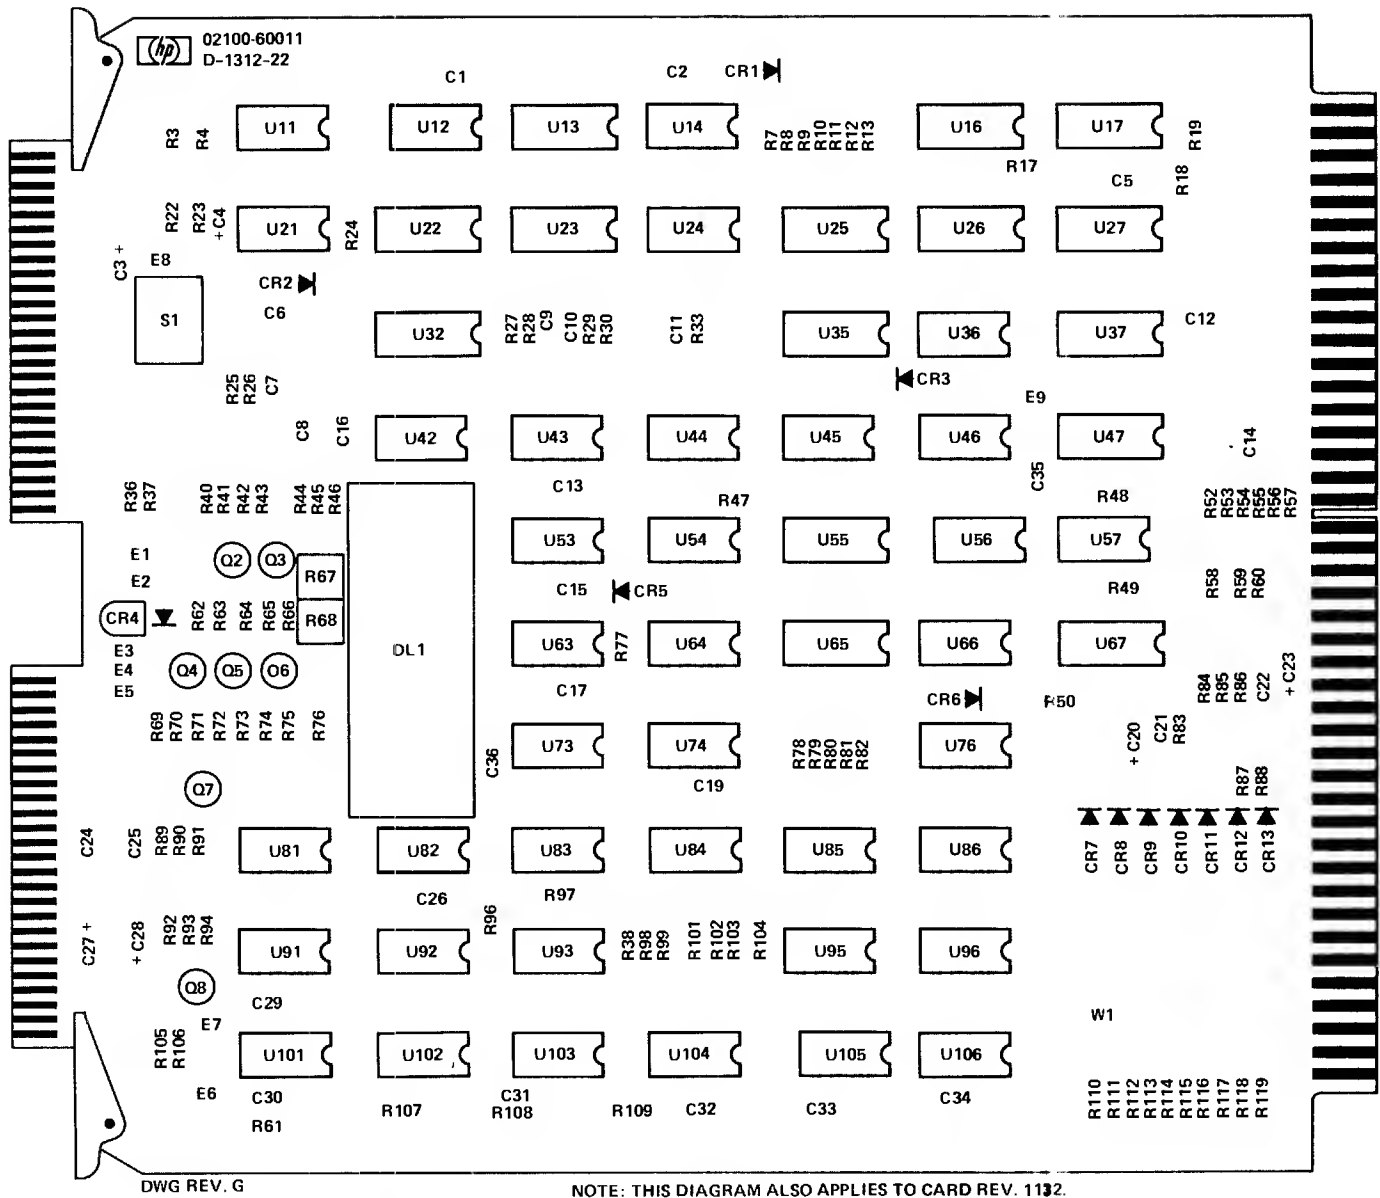 hp
02100-60011
D-1312-22
C1
C2
CR1
R3
R4
U11
U12
U13
U14
R7
R8
R9
R10
R11
R12
R13
U16
U17
R19
R17
C5
R18
R22
R23
+C4
U21
R24
U22
U23
U24
U25
U26
U27
C3 +
E8
CR2
S1
C6
U32
R27
R28
C9
C10
R29
R30
C11
R33
U35
U36
U37
C12
CR3
R25
R26
C7
E9
C8
C16
U42
U43
U44
U45
U46
U47
C14
C13
C35
R36
R37
R40
R41
R42
R43
R44
R45
R46
R47
R48
R52
R53
R54
R55
R56
R57
E1
E2
Q2
Q3
R67
U53
U54
U55
U56
U57
C15
CR5
R49
R58
R59
R60
CR4
R62
R63
R64
R65
R66
R68
DL1
E3
E4
E5
Q4
Q5
O6
U63
R77
U64
U65
U66
U67
C17
CR6
R50
R84
R85
R86
C22
+C23
R69
R70
R71
R72
R73
R74
R75
R76
C36
U73
U74
R78
R79
R80
R81
R82
U76
+C20
C21
R83
C19
Q7
R87
R88
C24
C25
R89
R90
R91
U81
U82
U83
U84
U85
U86
CR7
CR8
CR9
CR10
CR11
CR12
CR13
C26
R97
C27 +
+C28
R92
R93
R94
U91
U92
R96
U93
R38
R98
R99
R101
R102
R103
R104
U95
U96
Q8
C29
E7
W1
R105
R106
U101
U102
U103
U104
U105
U106
E6
C30
R61
R107
C31
R108
R109
C32
C33
C34
R110
R111
R112
R113
R114
R115
R116
R117
R118
R119
DWG REV. G
NOTE: THIS DIAGRAM ALSO APPLIES TO CARD REV. 1132.